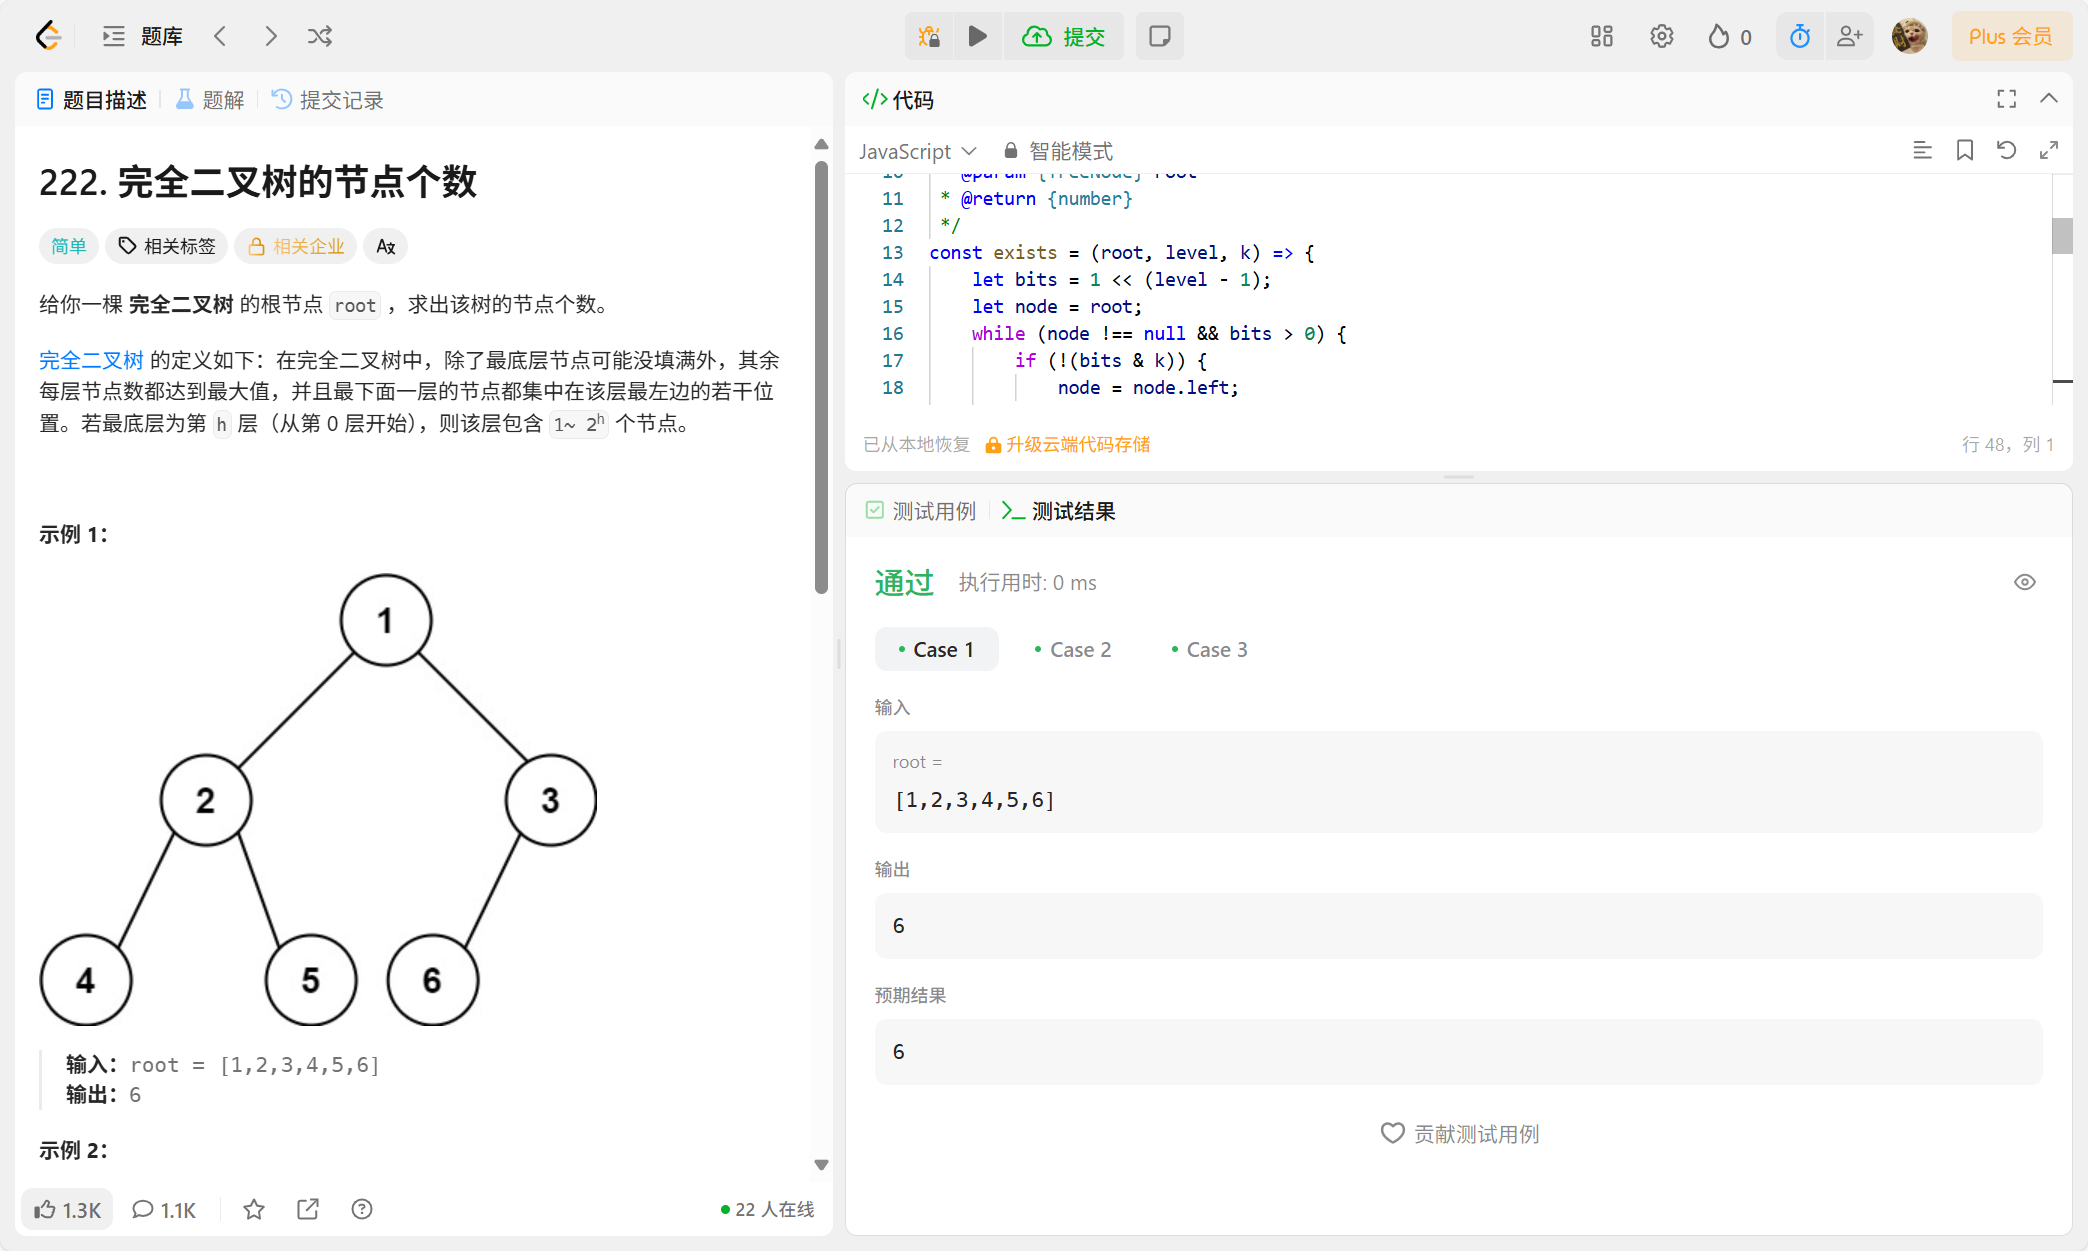 题库
提交
0
Plus 会员
题目描述
题解
提交记录
222. 完全二叉树的节点个数
简单
相关标签
相关企业
给你一棵 完全二叉树 的根节点 root ，求出该树的节点个数。
完全二叉树 的定义如下：在完全二叉树中，除了最底层节点可能没填满外，其余
每层节点数都达到最大值，并且最下面一层的节点都集中在该层最左边的若干位
置。若最底层为第 h 层（从第 0 层开始），则该层包含 1~ 2^h 个节点。
示例 1：
1
2
3
4
5
6
输入：root = [1,2,3,4,5,6]
输出：6
示例 2：
1.3K
1.1K
22 人在线
</> 代码
JavaScript
智能模式
10 @param {TreeNode} root
11 * @return {number}
12 */
13 const exists = (root, level, k) => {
14 let bits = 1 << (level - 1);
15 let node = root;
16 while (node !== null && bits > 0) {
17 if (!(bits & k)) {
18 node = node.left;
已从本地恢复
升级云端代码存储
行 48，列 1
测试用例
测试结果
通过
执行用时: 0 ms
Case 1
Case 2
Case 3
输入
root =
[1,2,3,4,5,6]
输出
6
预期结果
6
贡献测试用例